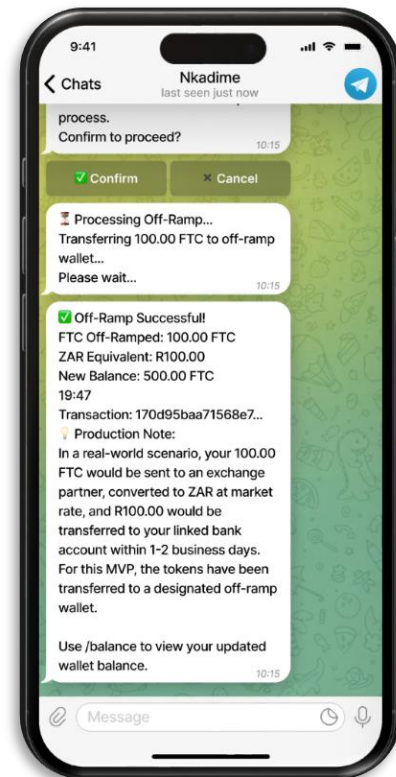 9:41
Chats
Nkadime
last seen just now
process.
Confirm to proceed?
10:15
✅ Confirm
× Cancel
⏳ Processing Off-Ramp...
Transferring 100.00 FTC to off-ramp
wallet...
Please wait...
10:15
✅ Off-Ramp Successful!
FTC Off-Ramped: 100.00 FTC
ZAR Equivalent: R100.00
New Balance: 500.00 FTC
19:47
Transaction: 170d95baa71568e7...
💡 Production Note:
In a real-world scenario, your 100.00
FTC would be sent to an exchange
partner, converted to ZAR at market
rate, and R100.00 would be
transferred to your linked bank
account within 1-2 business days.
For this MVP, the tokens have been
transferred to a designated off-ramp
wallet.
Use /balance to view your updated
wallet balance.
10:15
Message